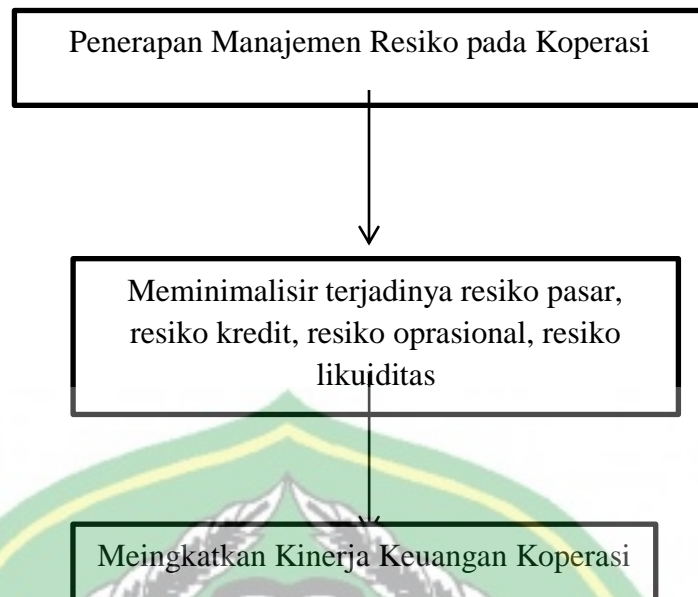 Penerapan Manajemen Resiko pada Koperasi
Meminimalisir terjadinya resiko pasar,
resiko kredit, resiko oprasional, resiko
likuiditas
Meingkatkan Kinerja Keuangan Koperasi